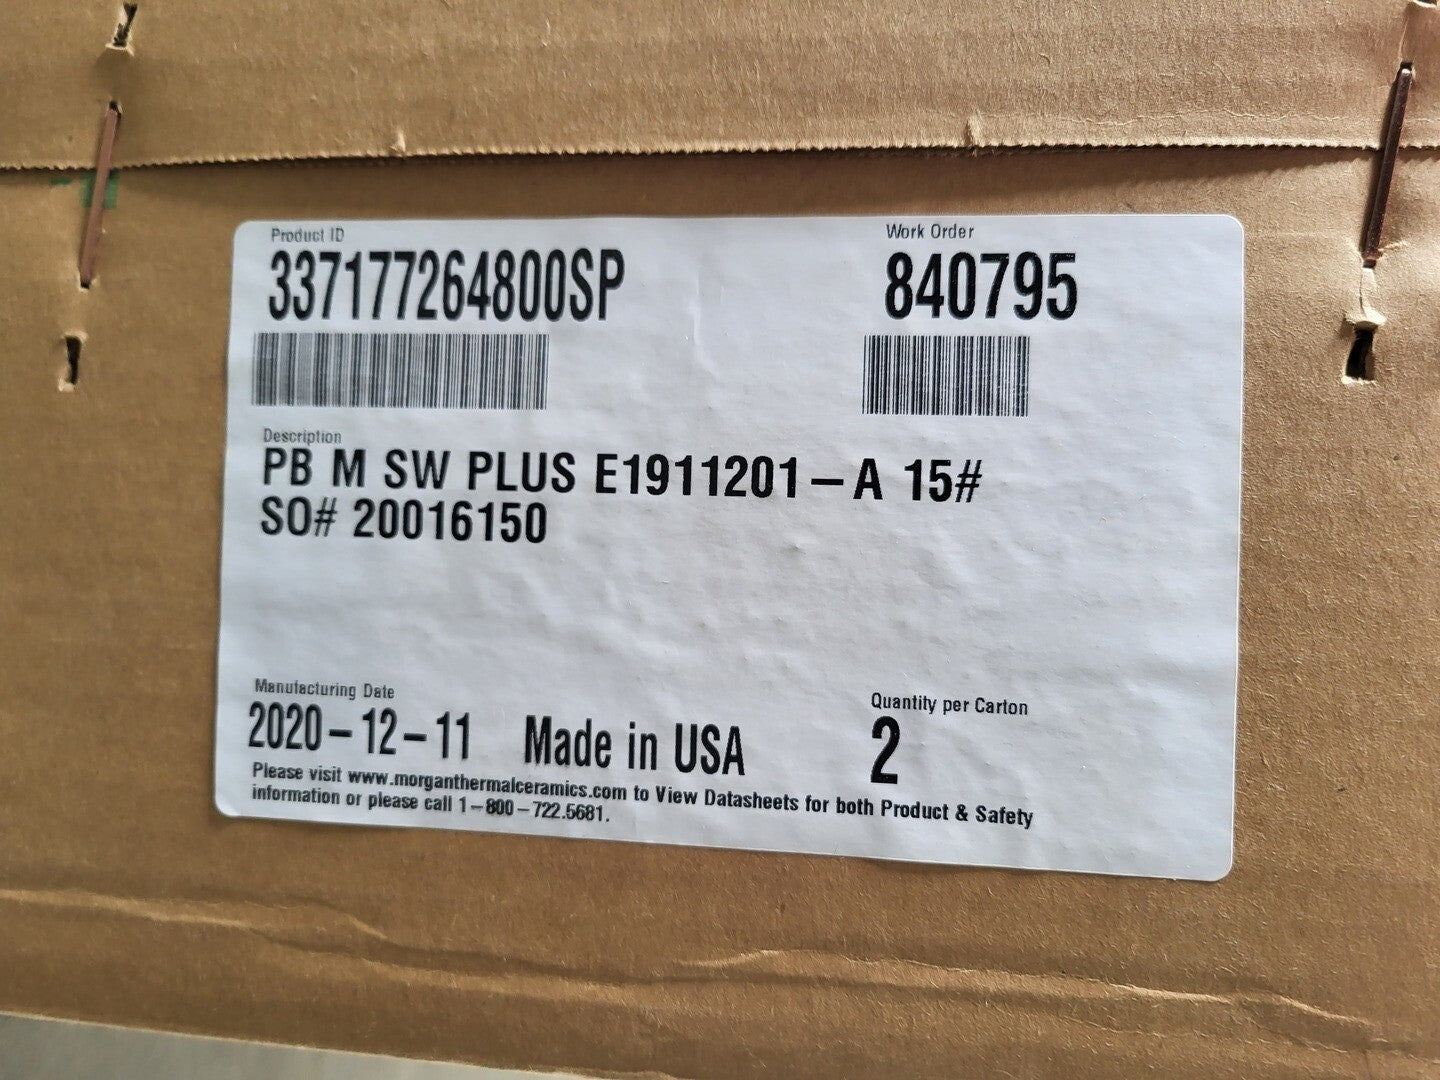 Product ID
337177264800SP
Work Order
840795
Description
PB M SW PLUS E1911201-A 15#
SO# 20016150
Manufacturing Date
2020-12-11
Made in USA
Quantity per Carton
2
Please visit www.morganthermalceramics.com to View Datasheets for both Product & Safety
information or please call 1-800-722.5681.